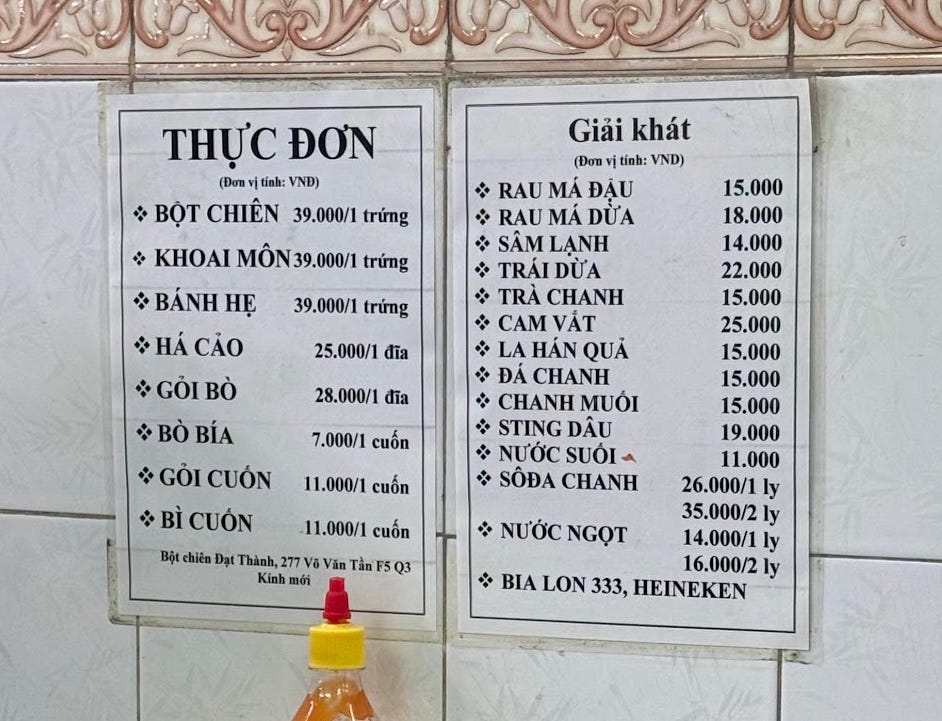 THỰC ĐƠN
(Đơn vị tính: VNĐ)
❖ BỘT CHIÊN 39.000/1 trứng
❖ KHOAI MÔN 39.000/1 trứng
❖ BÁNH HẸ 39.000/1 trứng
❖ HÁ CẢO 25.000/1 đĩa
❖ GỎI BÒ 28.000/1 đĩa
❖ BÒ BÍA 7.000/1 cuốn
❖ GỎI CUỐN 11.000/1 cuốn
❖ BÌ CUỐN 11.000/1 cuốn
Bột chiên Đạt Thành, 277 Võ Văn Tần F5 Q3
Kính mời
Giải khát
(Đơn vị tính: VND)
❖ RAU MÁ ĐẬU 15.000
❖ RAU MÁ DỪA 18.000
❖ SÂM LẠNH 14.000
❖ TRÁI DỪA 22.000
❖ TRÀ CHANH 15.000
❖ CAM VẮT 25.000
❖ LA HÁN QUẢ 15.000
❖ ĐÁ CHANH 15.000
❖ CHANH MUỐI 15.000
❖ STING DÂU 19.000
❖ NƯỚC SUỐI 11.000
❖ SÔĐA CHANH 26.000/1 ly
35.000/2 ly
❖ NƯỚC NGỌT 14.000/1 ly
16.000/2 ly
❖ BIA LON 333, HEINEKEN